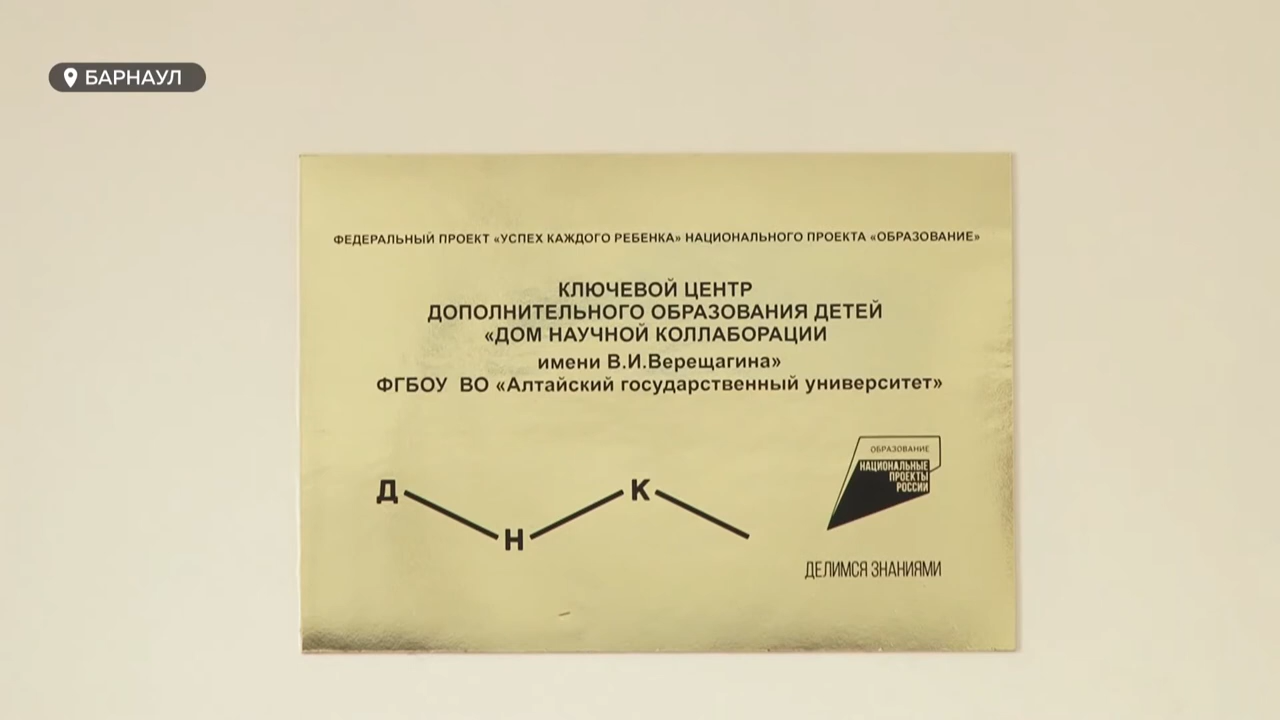 БАРНАУЛ
ФЕДЕРАЛЬНЫЙ ПРОЕКТ «УСПЕХ КАЖДОГО РЕБЕНКА» НАЦИОНАЛЬНОГО ПРОЕКТА «ОБРАЗОВАНИЕ»
КЛЮЧЕВОЙ ЦЕНТР
ДОПОЛНИТЕЛЬНОГО ОБРАЗОВАНИЯ ДЕТЕЙ
«ДОМ НАУЧНОЙ КОЛЛАБОРАЦИИ
имени В.И.Верещагина»
ФГБОУ ВО «Алтайский государственный университет»
Д Н К
ОБРАЗОВАНИЕ
НАЦИОНАЛЬНЫЕ
ПРОЕКТЫ
РОССИИ
ДЕЛИМСЯ ЗНАНИЯМИ